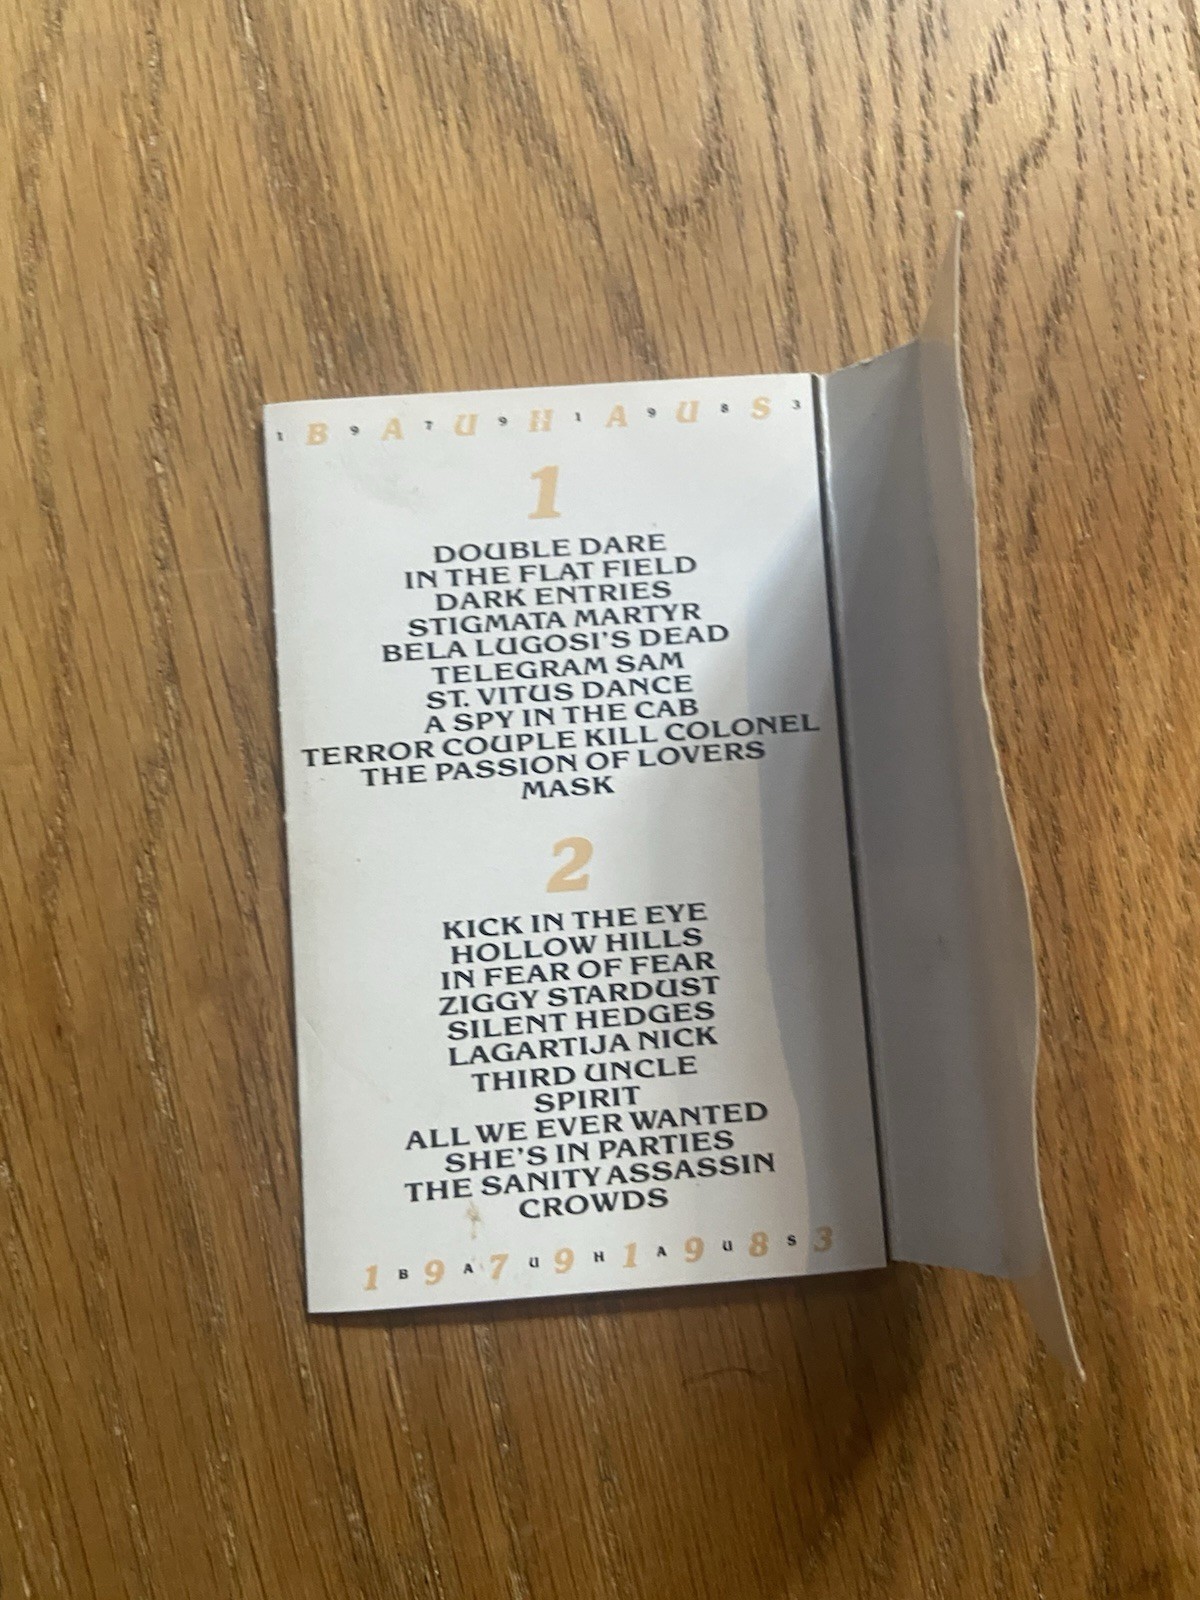 1 B 9 A 7 U 9 H 1 A 9 U 8 S 3
1
DOUBLE DARE
IN THE FLAT FIELD
DARK ENTRIES
STIGMATA MARTYR
BELA LUGOSI'S DEAD
TELEGRAM SAM
ST. VITUS DANCE
A SPY IN THE CAB
TERROR COUPLE KILL COLONEL
THE PASSION OF LOVERS
MASK
2
KICK IN THE EYE
HOLLOW HILLS
IN FEAR OF FEAR
ZIGGY STARDUST
SILENT HEDGES
LAGARTIJA NICK
THIRD UNCLE
SPIRIT
ALL WE EVER WANTED
SHE'S IN PARTIES
THE SANITY ASSASSIN
CROWDS
1 B 9 A 7 U 9 H 1 A 9 U 8 S 3